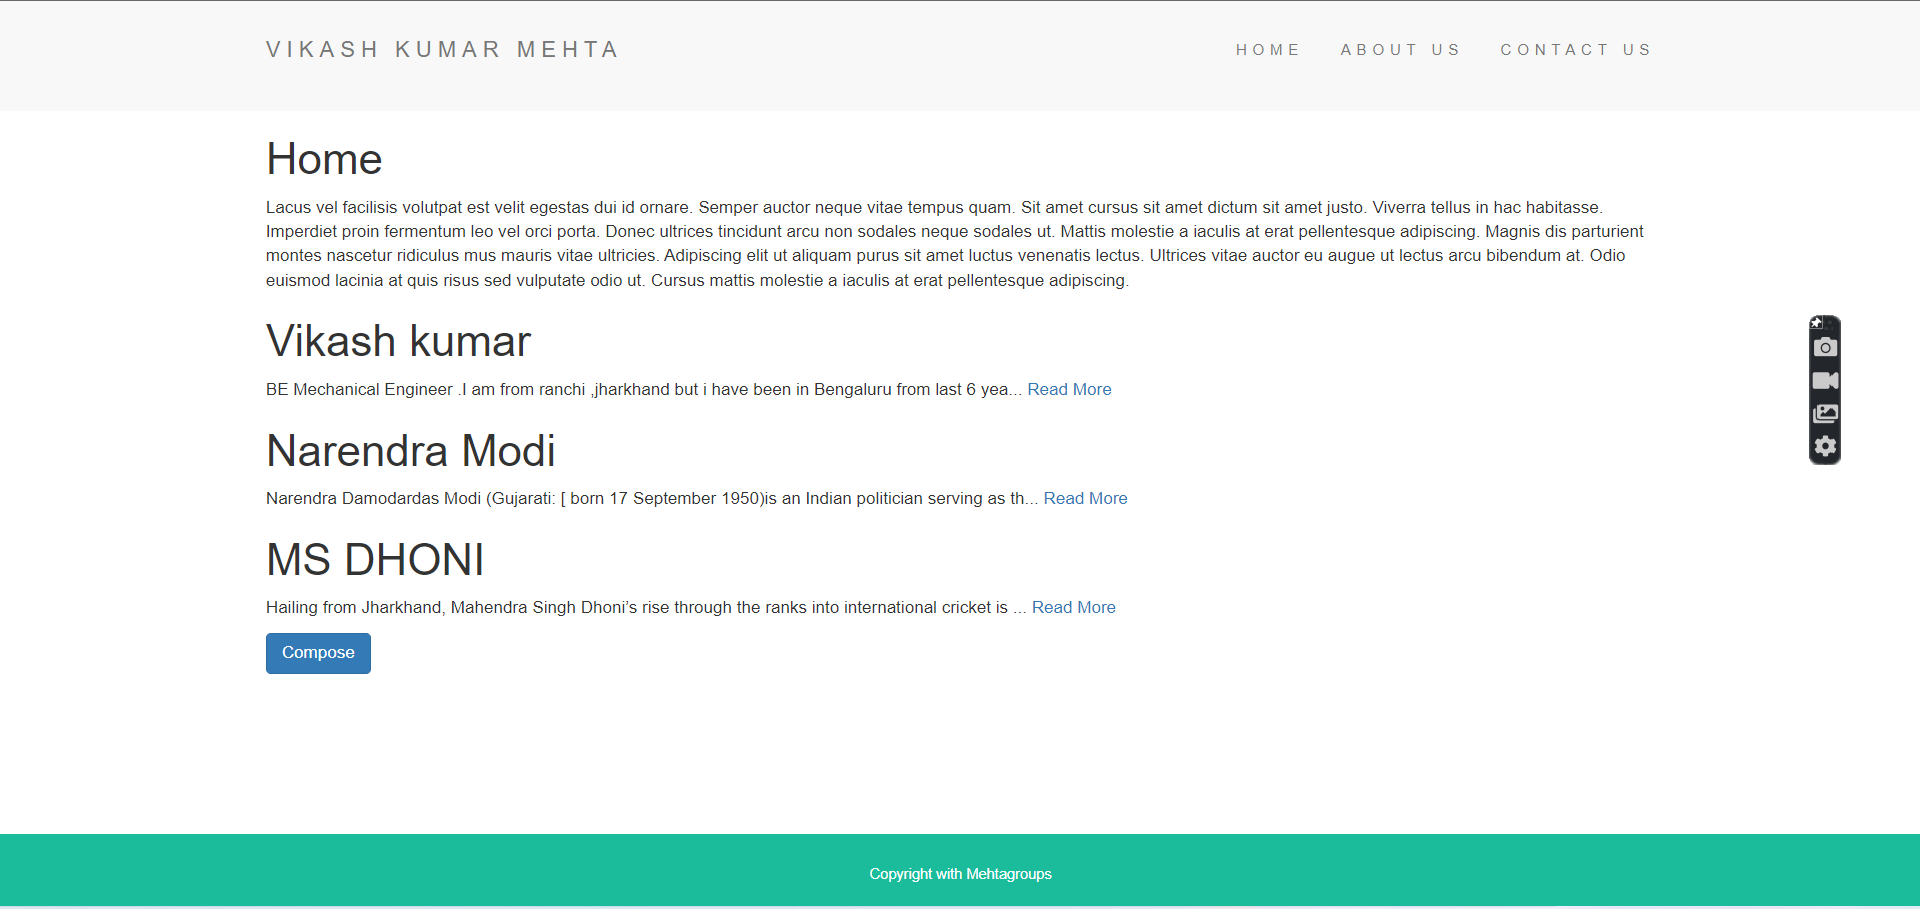 VIKASH KUMAR MEHTA
HOME ABOUT US CONTACT US
Home
Lacus vel facilisis volutpat est velit egestas dui id ornare. Semper auctor neque vitae tempus quam. Sit amet cursus sit amet dictum sit amet justo. Viverra tellus in hac habitasse.
Imperdiet proin fermentum leo vel orci porta. Donec ultrices tincidunt arcu non sodales neque sodales ut. Mattis molestie a iaculis at erat pellentesque adipiscing. Magnis dis parturient
montes nascetur ridiculus mus mauris vitae ultricies. Adipiscing elit ut aliquam purus sit amet luctus venenatis lectus. Ultrices vitae auctor eu augue ut lectus arcu bibendum at. Odio
euismod lacinia at quis risus sed vulputate odio ut. Cursus mattis molestie a iaculis at erat pellentesque adipiscing.
Vikash kumar
BE Mechanical Engineer .I am from ranchi ,jharkhand but i have been in Bengaluru from last 6 yea... Read More
Narendra Modi
Narendra Damodardas Modi (Gujarati: [ born 17 September 1950)is an Indian politician serving as th... Read More
MS DHONI
Hailing from Jharkhand, Mahendra Singh Dhoni’s rise through the ranks into international cricket is ... Read More
Compose
Copyright with Mehtagroups